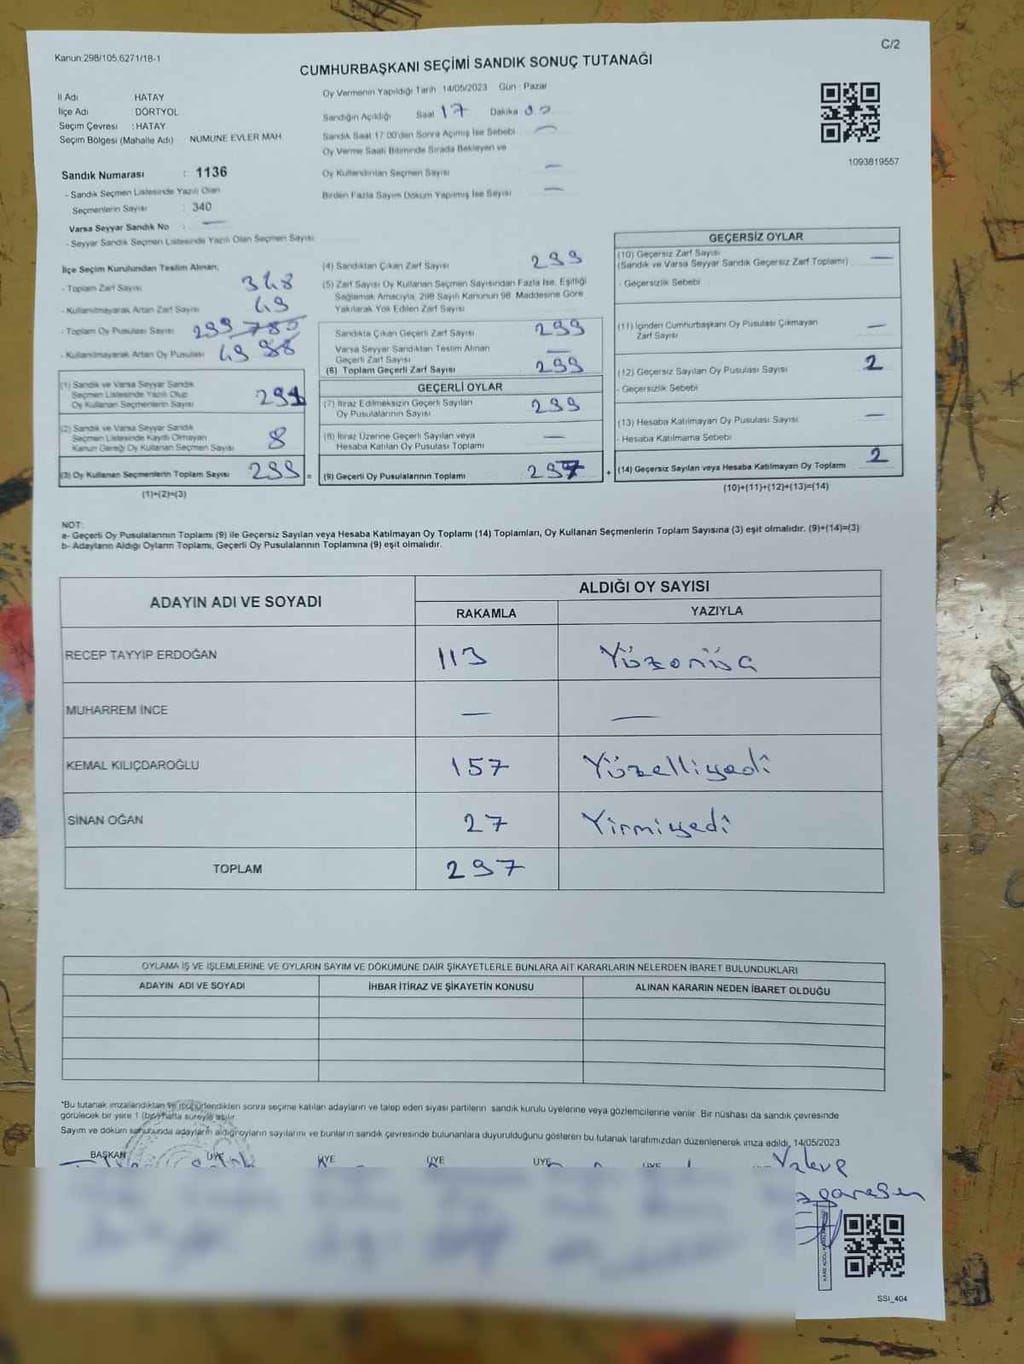 Kanun:298/105,6271/18-1
C/2
CUMHURBAŞKANI SEÇİMİ SANDIK SONUÇ TUTANAĞI
İl Adı HATAY
İlçe Adı DÖRTYOL
Seçim Çevresi : HATAY
Seçim Bölgesi (Mahalle Adı) : NUMUNE EVLER MAH
Sandık Numarası : 1136
- Sandık Seçmen Listesinde Yazılı Olan
Seçmenlerin Sayısı : 340
Varsa Seyyar Sandık No : —
- Seyyar Sandık Seçmen Listesinde Yazılı Olan Seçmen Sayısı
Oy Vermenin Yapıldığı Tarih 14/05/2023 Gün : Pazar
Sandığın Açıldığı Saat 17 Dakika 00
Sandık Saat 17:00'den Sonra Açılmış İse Sebebi —
Oy Verme Saati Bitiminde Sırada Bekleyen ve
Oy Kullandırılan Seçmen Sayısı —
Birden Fazla Sayım Döküm Yapılmış İse Sayısı —
1093819557
İlçe Seçim Kurulundan Teslim Alınan;
- Toplam Zarf Sayısı 348
- Kullanılmayarak Artan Zarf Sayısı 49
- Toplam Oy Pusulası Sayısı 299
- Kullanılmayarak Artan Oy Pusulası 49
(1) Sandık ve Varsa Seyyar Sandık
Seçmen Listesinde Yazılı Olup
Oy Kullanan Seçmenlerin Sayısı 291
(2) Sandık ve Varsa Seyyar Sandık
Seçmen Listesinde Kayıtlı Olmayan
Kanun Gereği Oy Kullanan Seçmen Sayısı 8
(3) Oy Kullanan Seçmenlerin Toplam Sayısı 299 =
(1)+(2)=(3)
(4) Sandıktan Çıkan Zarf Sayısı 299
(5) Zarf Sayısı Oy Kullanan Seçmen Sayısından Fazla İse, Eşitliği
Sağlamak Amacıyla, 298 Sayılı Kanunun 98. Maddesine Göre
Yakılarak Yok Edilen Zarf Sayısı
Sandıkta Çıkan Geçerli Zarf Sayısı 299
Varsa Seyyar Sandıktan Teslim Alınan
Geçerli Zarf Sayısı —
(6) Toplam Geçerli Zarf Sayısı 299
GEÇERLİ OYLAR
(7) İtiraz Edilmeksizin Geçerli Sayılan
Oy Pusulalarının Sayısı 299
(8) İtiraz Üzerine Geçerli Sayılan veya
Hesaba Katılan Oy Pusulası Toplamı —
(9) Geçerli Oy Pusulalarının Toplamı 297 +
GEÇERSİZ OYLAR
(10) Geçersiz Zarf Sayısı
(Sandık ve Varsa Seyyar Sandık Geçersiz Zarf Toplamı) —
- Geçersizlik Sebebi
(11) İçinden Cumhurbaşkanı Oy Pusulası Çıkmayan
Zarf Sayısı —
(12) Geçersiz Sayılan Oy Pusulası Sayısı 2
- Geçersizlik Sebebi
(13) Hesaba Katılmayan Oy Pusulası Sayısı —
- Hesaba Katılmama Sebebi
(14) Geçersiz Sayılan veya Hesaba Katılmayan Oy Toplamı 2
(10)+(11)+(12)+(13)=(14)
NOT:
a- Geçerli Oy Pusulalarının Toplamı (9) ile Geçersiz Sayılan veya Hesaba Katılmayan Oy Toplamı (14) Toplamları, Oy Kullanan Seçmenlerin Toplam Sayısına (3) eşit olmalıdır. (9)+(14)=(3)
b- Adayların Aldığı Oyların Toplamı, Geçerli Oy Pusulalarının Toplamına (9) eşit olmalıdır.
ADAYIN ADI VE SOYADI
ALDIĞI OY SAYISI
RAKAMLA YAZIYLA
RECEP TAYYİP ERDOĞAN 113 Yüzonüç
MUHARREM İNCE — —
KEMAL KILIÇDAROĞLU 157 Yüzelliyedi
SİNAN OĞAN 27 Yirmiyedi
TOPLAM 297
OYLAMA İŞ VE İŞLEMLERİNE VE OYLARIN SAYIM VE DÖKÜMÜNE DAİR ŞİKAYETLERLE BUNLARA AİT KARARLARIN NELERDEN İBARET BULUNDUKLARI
ADAYIN ADI VE SOYADI İHBAR İTİRAZ VE ŞİKAYETİN KONUSU ALINAN KARARIN NEDEN İBARET OLDUĞU
*Bu tutanak imzalandıktan ve mühürlendikten sonra seçime katılan adayların ve talep eden siyasi partilerin sandık kurulu üyelerine veya gözlemcilerine verilir. Bir nüshası da sandık çevresinde
görülecek bir yere 1 (bir) hafta süreyle asılır.
Sayım ve döküm sonucunda adayların aldığı oyların sayılarını ve bunların sandık çevresinde bulunanlara duyurulduğunu gösteren bu tutanak tarafımızdan düzenlenerek imza edildi. 14/05/2023
BAŞKAN ÜYE ÜYE ÜYE ÜYE ÜYE
SSI_404